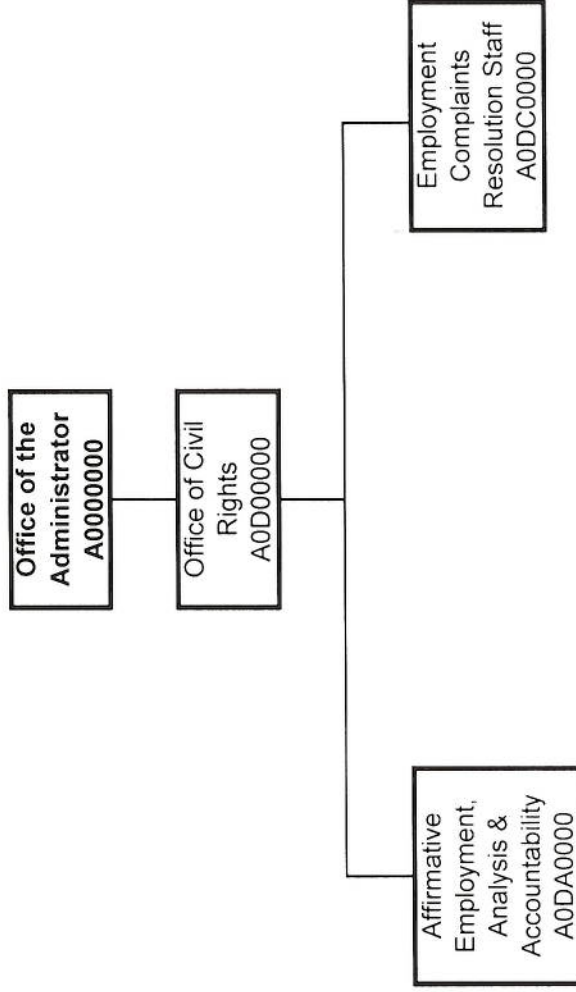 Office of the
Administrator
A0000000
Office of Civil
Rights
A0D00000
Affirmative
Employment,
Analysis &
Accountability
A0DA0000
Employment
Complaints
Resolution Staff
A0DC0000